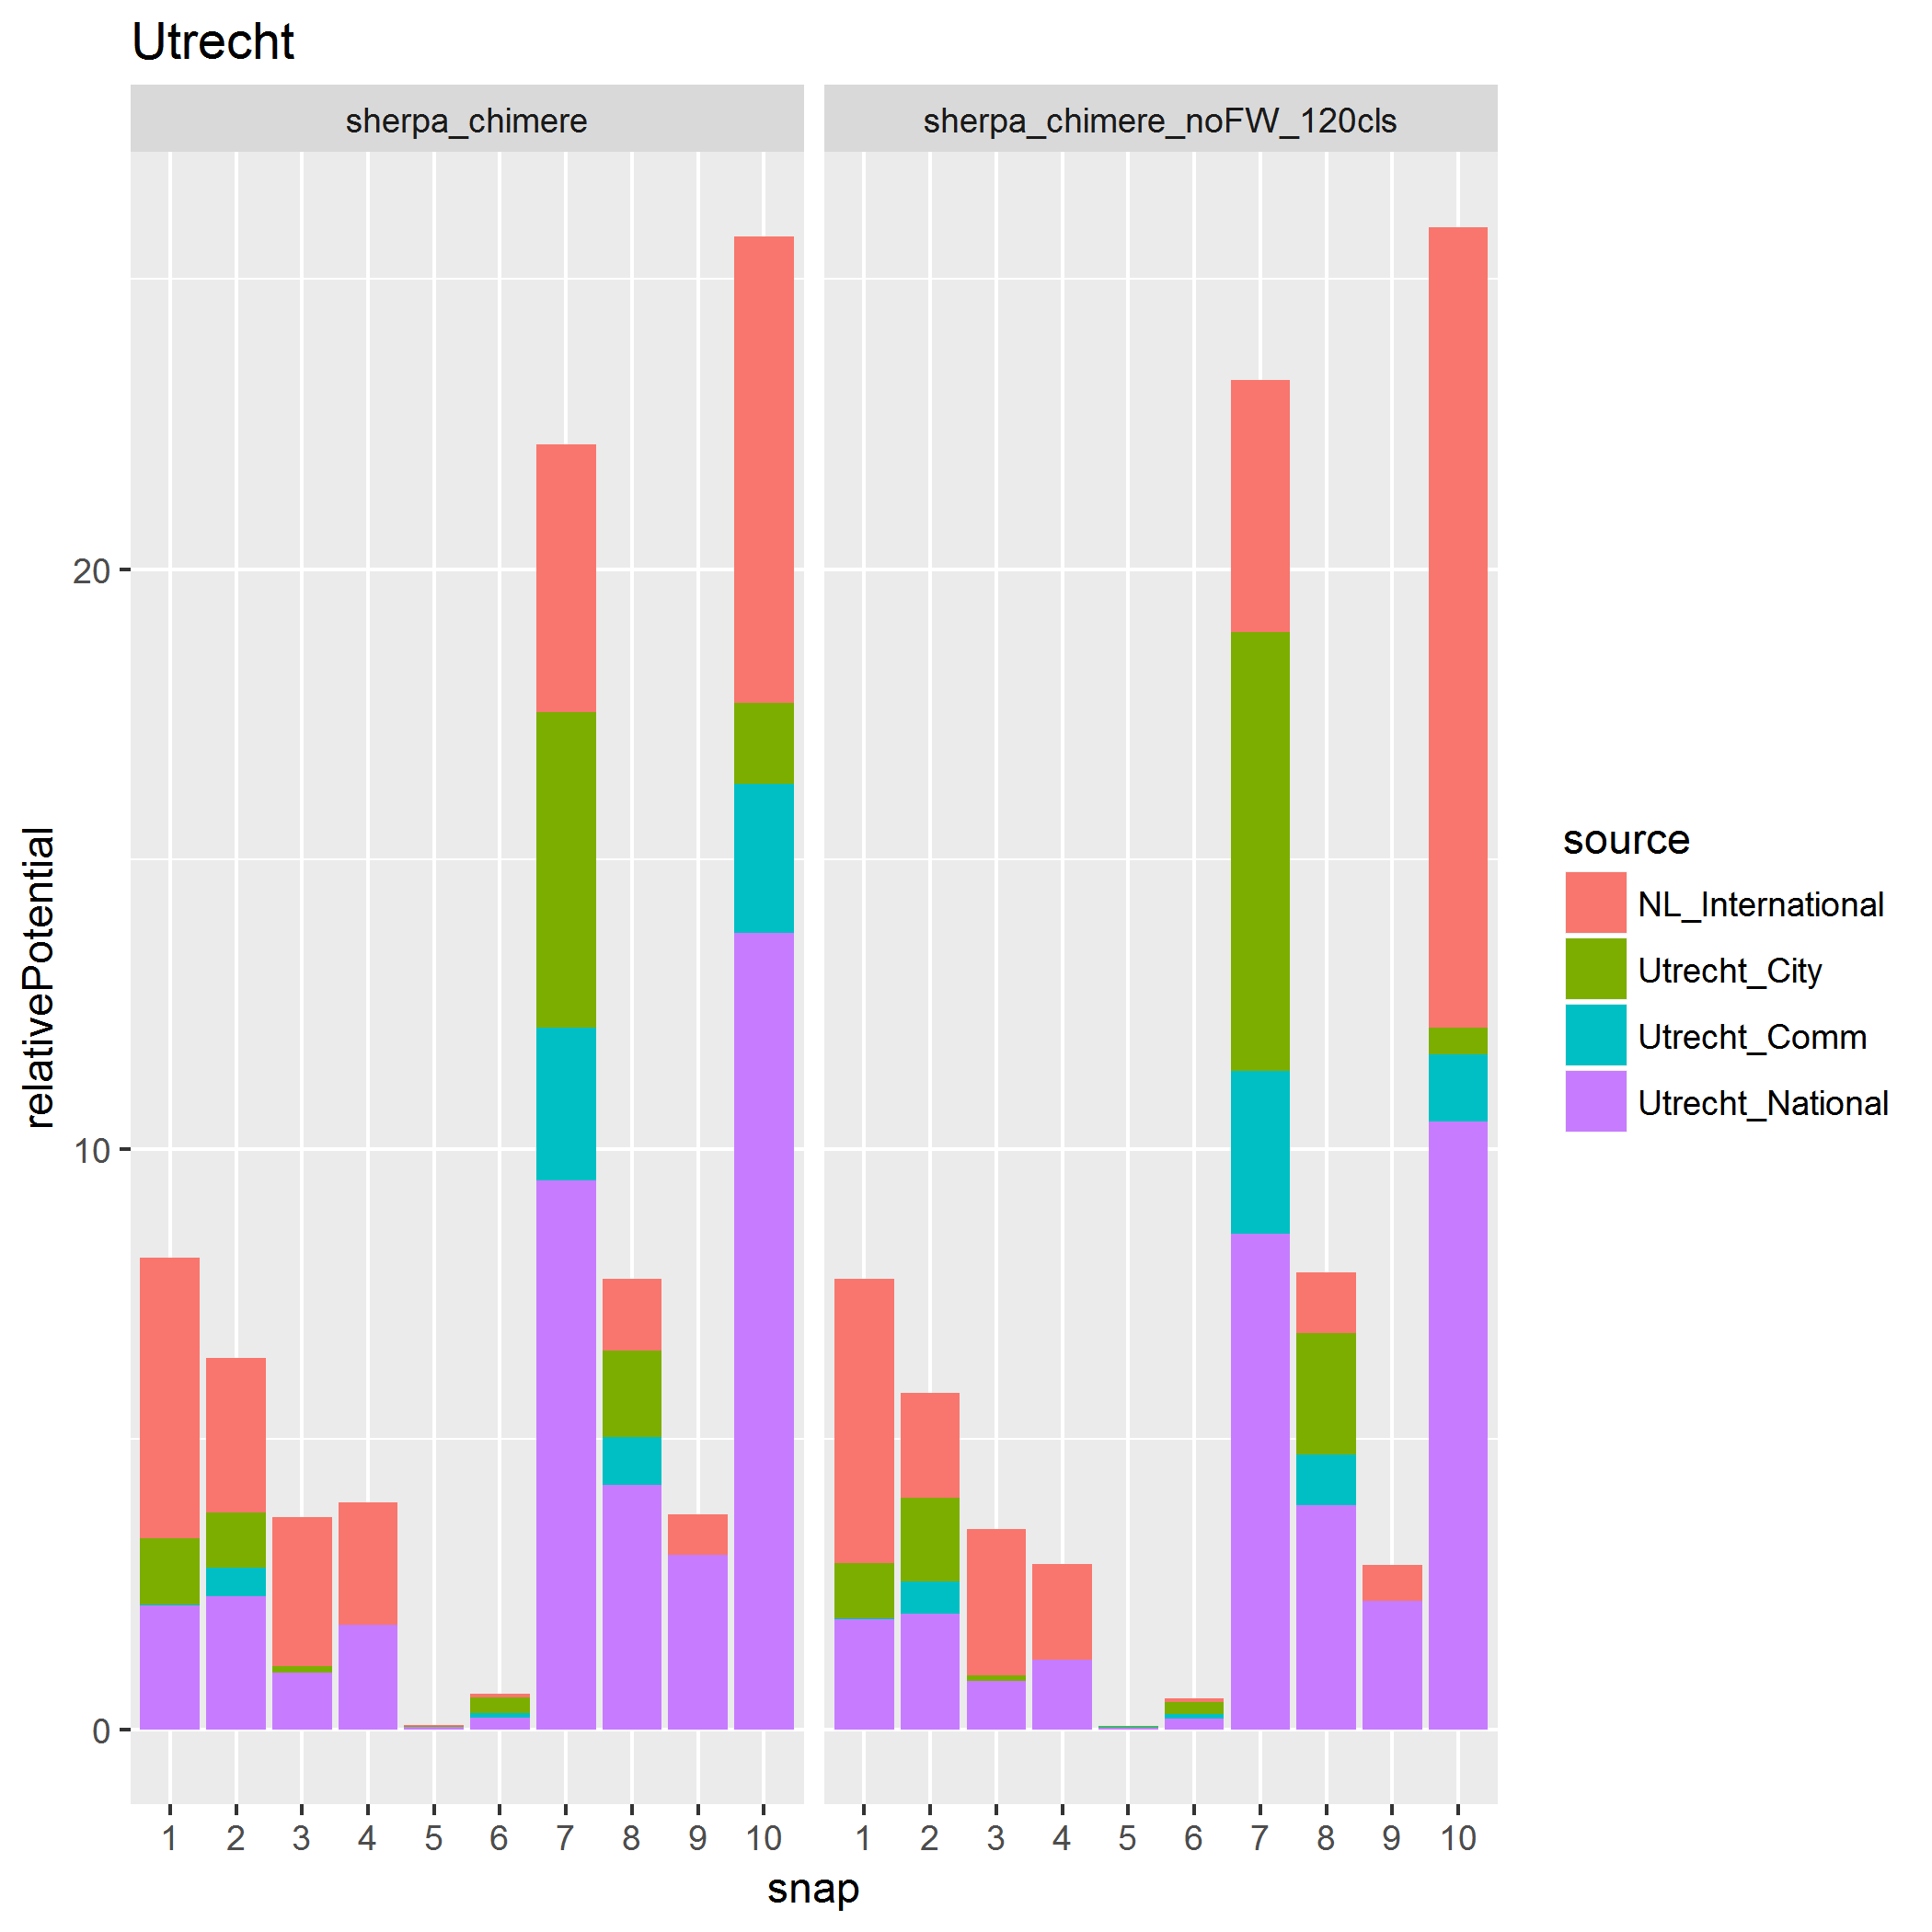 Utrecht
sherpa_chimere
sherpa_chimere_noFW_120cls
relativePotential
20
10
0
1 2 3 4 5 6 7 8 9 10
1 2 3 4 5 6 7 8 9 10
snap
source
NL_International
Utrecht_City
Utrecht_Comm
Utrecht_National